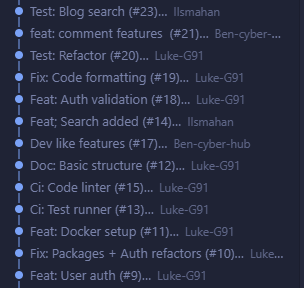 Test: Blog search (#23)... Ilsmahan
feat: comment features  (#21)... Ben-cyber-...
Test: Refactor (#20)... Luke-G91
Fix: Code formatting (#19)... Luke-G91
Feat: Auth validation (#18)... Luke-G91
Feat; Search added (#14)... Ilsmahan
Dev like features (#17)... Ben-cyber-hub
Doc: Basic structure (#12)... Luke-G91
Ci: Code linter (#15)... Luke-G91
Ci: Test runner (#13)... Luke-G91
Feat: Docker setup (#11)... Luke-G91
Fix: Packages + Auth refactors (#10)... Luke...
Feat: User auth (#9)... Luke-G91